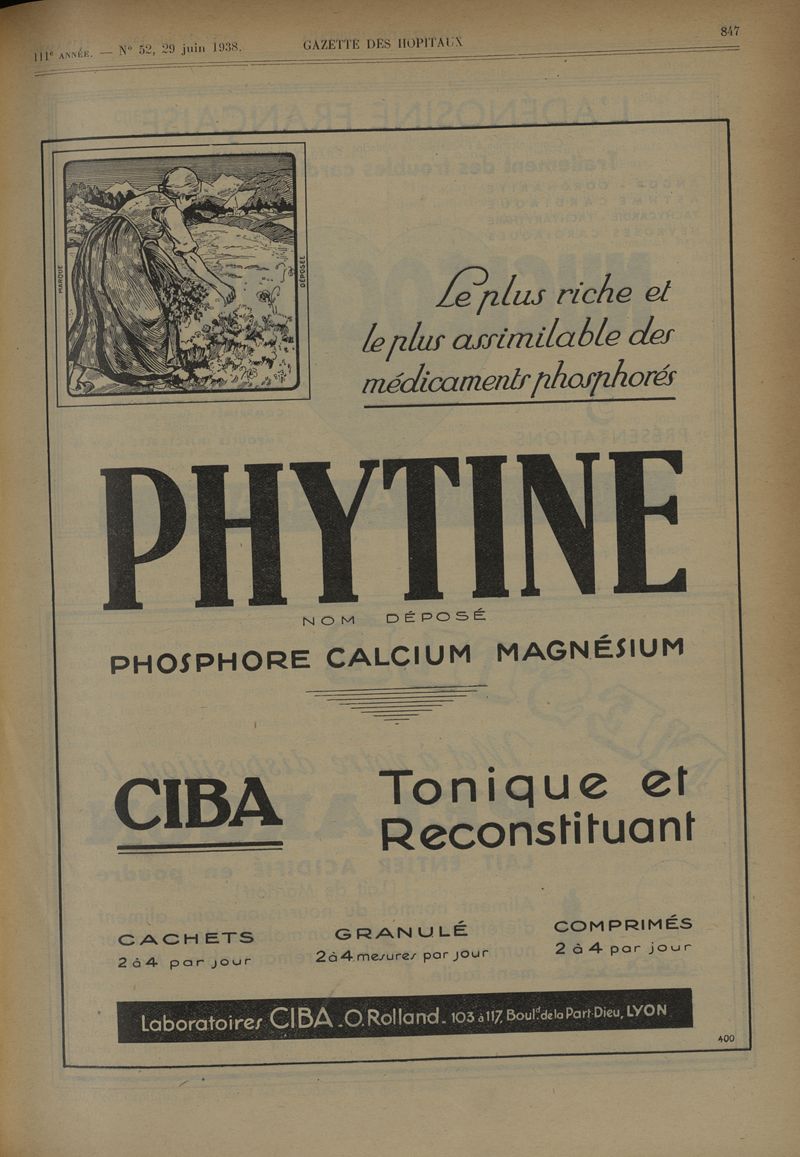 111e ANNÉE. — N° 52, 29 juin 1938.
GAZETTE DES HOPITAUX
847
MARQUE
DÉPOSÉE
Le plus riche et
le plus assimilable des
médicaments phosphorés
PHYTINE
NOM DÉPOSÉ
PHOSPHORE CALCIUM MAGNÉSIUM
CIBA
Tonique et
Reconstituant
CACHETS
2 à 4 par jour
GRANULÉ
2 à 4 mesures par jour
COMPRIMÉS
2 à 4 par jour
Laboratoires CIBA_O.Rolland_103 à 117, Boul.d de la Part-Dieu, LYON
400